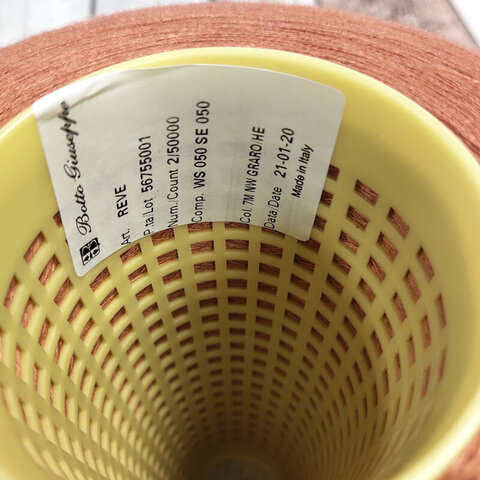 Botto Giuseppe
Art. REVE
P.ta/Lot 56755001
Num./Count 2/50000
Comp. WS 050 SE 050
Col. 7M NW GRARO HE
Data/Date 21-01-20
Made in Italy